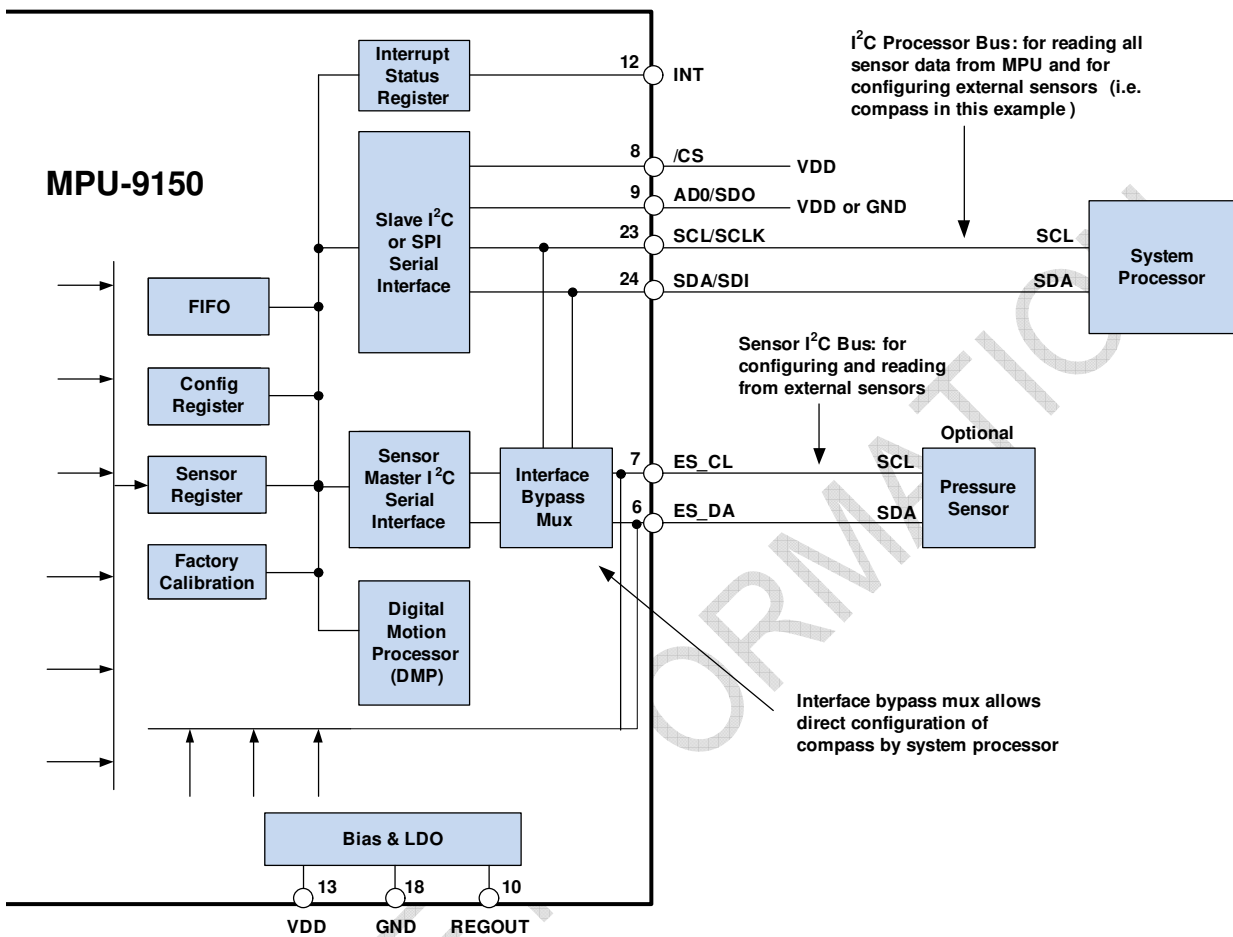 MPU-9150
Interrupt
Status
Register
12
INT
I²C Processor Bus: for reading all
sensor data from MPU and for
configuring external sensors (i.e.
compass in this example )
Slave I²C
or SPI
Serial
Interface
8
/CS
VDD
9
AD0/SDO
VDD or GND
23
SCL/SCLK
SCL
24
SDA/SDI
SDA
System
Processor
FIFO
Config
Register
Sensor
Register
Factory
Calibration
Sensor I²C Bus: for
configuring and reading
from external sensors
Sensor
Master I²C
Serial
Interface
Interface
Bypass
Mux
7
ES_CL
SCL
6
ES_DA
SDA
Optional
Pressure
Sensor
Digital
Motion
Processor
(DMP)
Interface bypass mux allows
direct configuration of
compass by system processor
Bias & LDO
13
18
10
VDD
GND
REGOUT
ORMATION